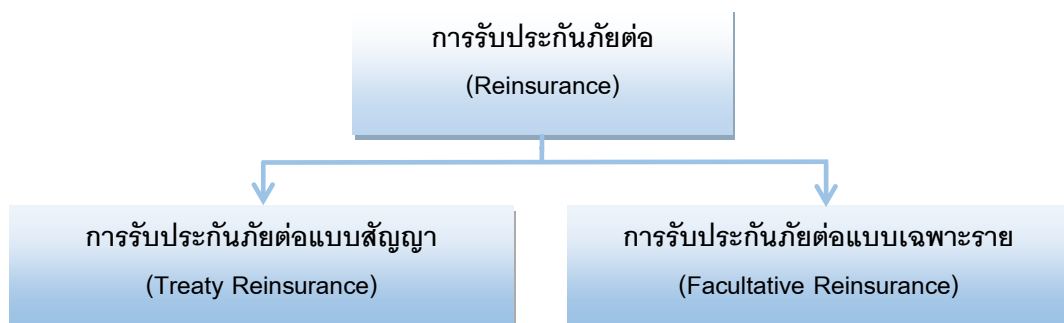 การรับประกันภัยต่อ
(Reinsurance)
การรับประกันภัยต่อแบบสัญญา
(Treaty Reinsurance)
การรับประกันภัยต่อแบบเฉพาะราย
(Facultative Reinsurance)